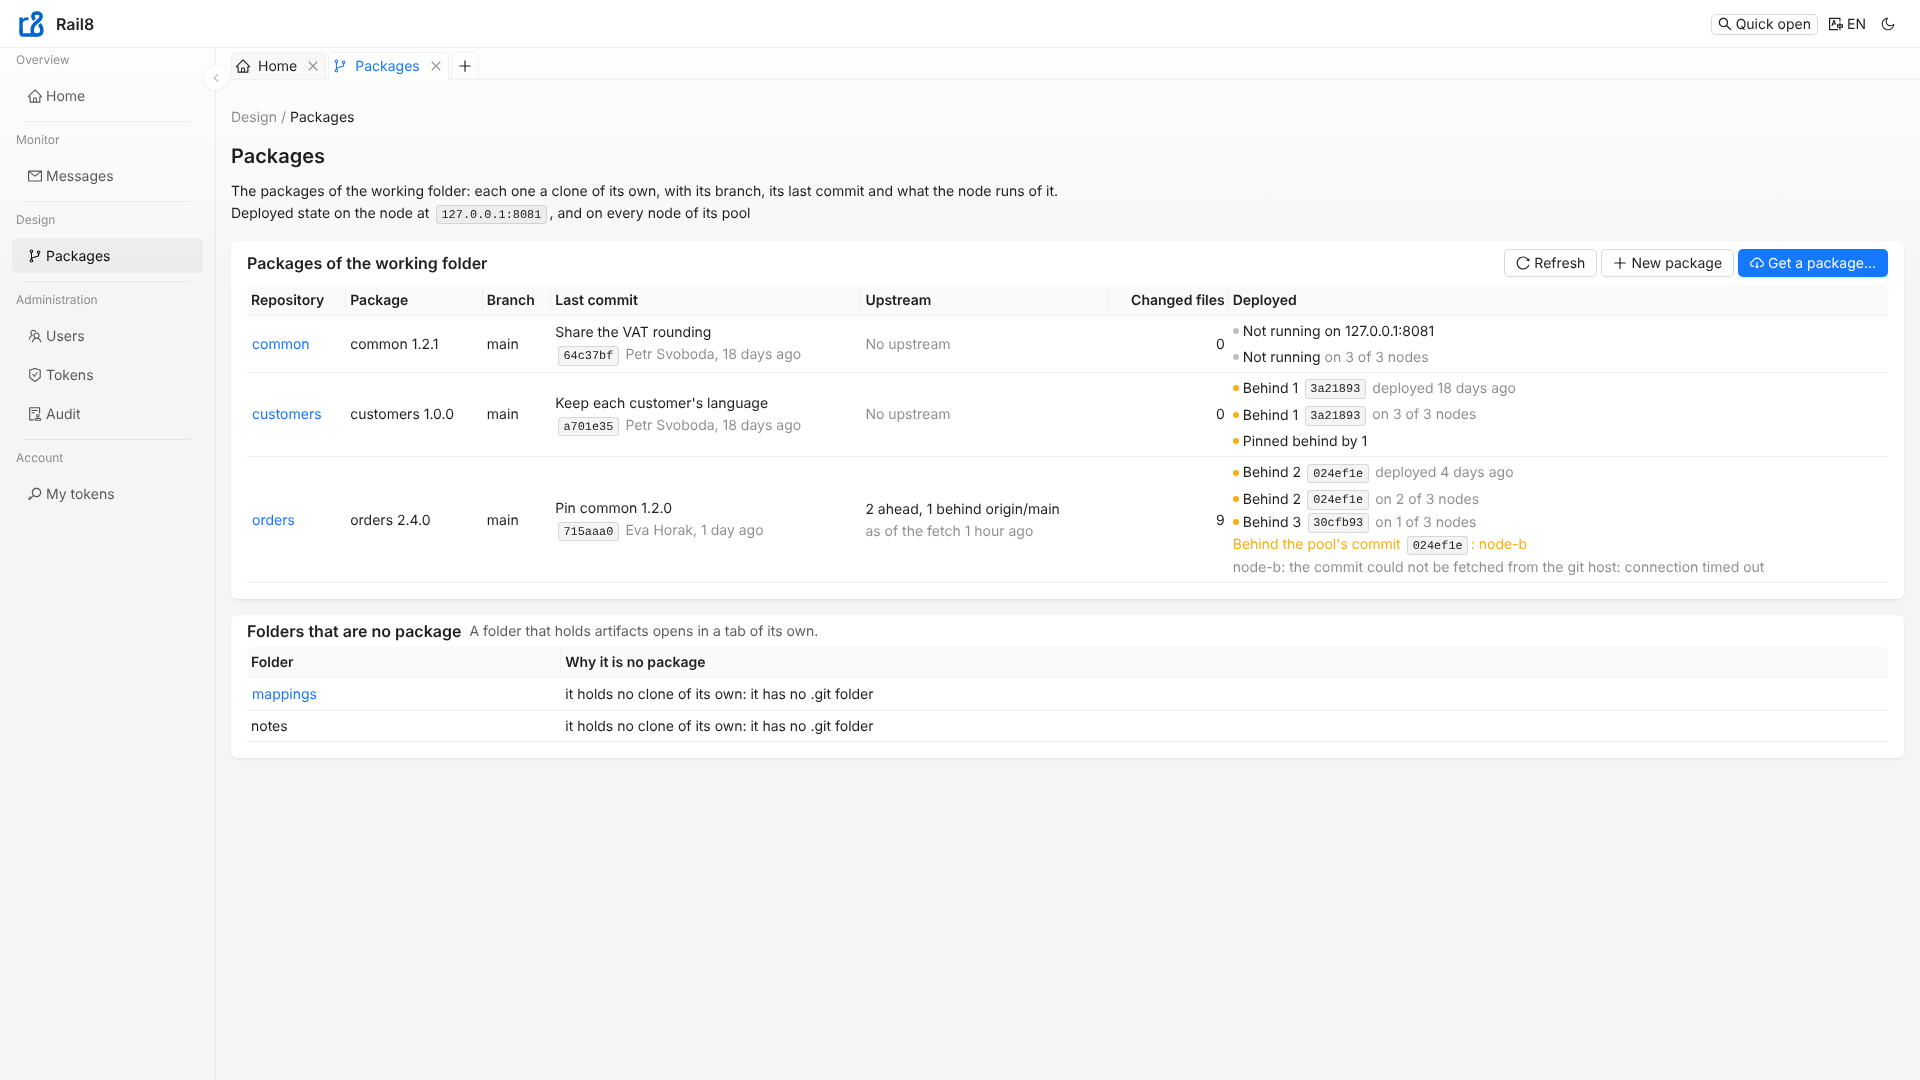 Rail8
Quick open
EN
Overview
Home
Monitor
Messages
Design
Packages
Administration
Users
Tokens
Audit
Account
My tokens
Home
Packages
Design / Packages
Packages
The packages of the working folder: each one a clone of its own, with its branch, its last commit and what the node runs of it.
Deployed state on the node at 127.0.0.1:8081, and on every node of its pool
Packages of the working folder
Refresh
New package
Get a package...
Repository Package Branch Last commit Upstream Changed files Deployed
common common 1.2.1 main Share the VAT rounding No upstream 0 Not running on 127.0.0.1:8081
64c37bf Petr Svoboda, 18 days ago Not running on 3 of 3 nodes
customers customers 1.0.0 main Keep each customer's language No upstream 0 Behind 1 3a21893 deployed 18 days ago
a701e35 Petr Svoboda, 18 days ago Behind 1 3a21893 on 3 of 3 nodes
Pinned behind by 1
orders orders 2.4.0 main Pin common 1.2.0 2 ahead, 1 behind origin/main 9 Behind 2 024ef1e deployed 4 days ago
715aaa0 Eva Horak, 1 day ago as of the fetch 1 hour ago Behind 2 024ef1e on 2 of 3 nodes
Behind 3 30cfb93 on 1 of 3 nodes
Behind the pool's commit 024ef1e : node-b
node-b: the commit could not be fetched from the git host: connection timed out
Folders that are no package A folder that holds artifacts opens in a tab of its own.
Folder Why it is no package
mappings it holds no clone of its own: it has no .git folder
notes it holds no clone of its own: it has no .git folder